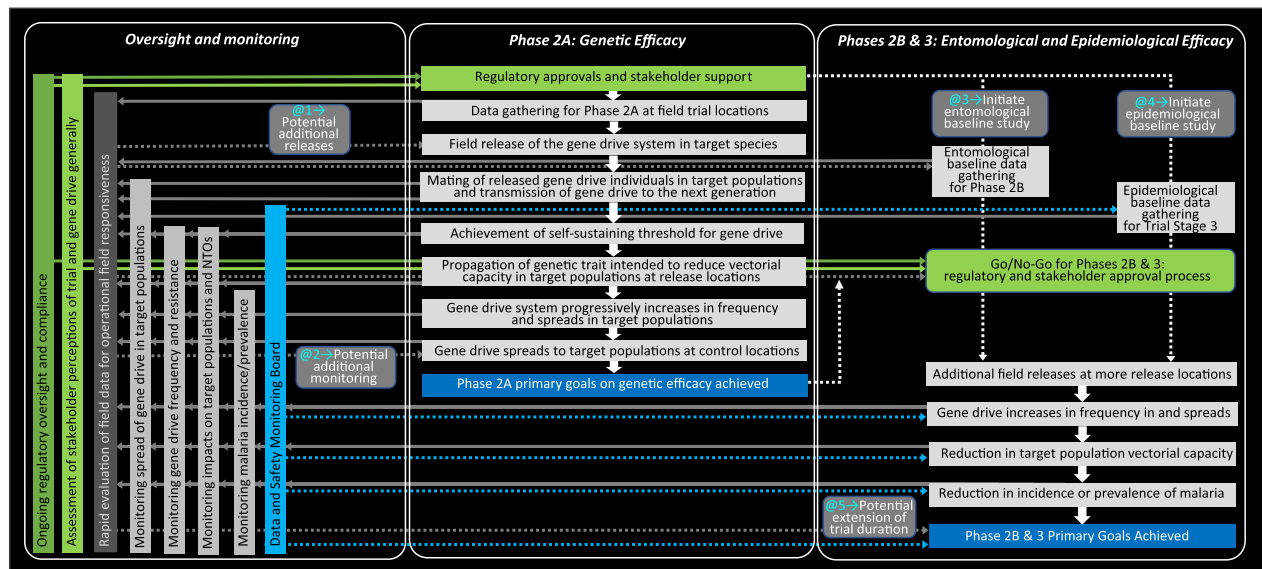 Oversight and monitoring
Ongoing regulatory oversight and compliance
Assessment of stakeholder perceptions of trial and gene drive generally
Rapid evaluation of field data for operational field responsiveness
Monitoring spread of gene drive in target populations
Monitoring gene drive frequency and resistance
Monitoring impacts on target populations and NTOs
Monitoring malaria incidence/prevalence
Data and Safety Monitoring Board
@1→
Potential
additional
releases
@2→Potential
additional
monitoring
Phase 2A: Genetic Efficacy
Regulatory approvals and stakeholder support
Data gathering for Phase 2A at field trial locations
Field release of the gene drive system in target species
Mating of released gene drive individuals in target populations
and transmission of gene drive to the next generation
Achievement of self-sustaining threshold for gene drive
Propagation of genetic trait intended to reduce vectorial
capacity in target populations at release locations
Gene drive system progressively increases in frequency
and spreads in target populations
Gene drive spreads to target populations at control locations
Phase 2A primary goals on genetic efficacy achieved
Phases 2B & 3: Entomological and Epidemiological Efficacy
@3→Initiate
entomological
baseline study
@4→Initiate
epidemiological
baseline study
Entomological
baseline data
gathering
for Phase 2B
Epidemiological
baseline data
gathering
for Trial Stage 3
Go/No-Go for Phases 2B & 3:
regulatory and stakeholder approval process
Additional field releases at more release locations
Gene drive increases in frequency in and spreads
Reduction in target population vectorial capacity
Reduction in incidence or prevalence of malaria
@5→Potential
extension of
trial duration
Phase 2B & 3 Primary Goals Achieved